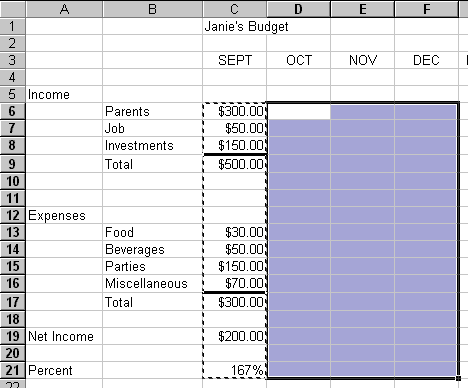 A B C D E F
1 Janie's Budget
2
3 SEPT OCT NOV DEC
4
5 Income
6 Parents $300.00
7 Job $50.00
8 Investments $150.00
9 Total $500.00
10
11
12 Expenses
13 Food $30.00
14 Beverages $50.00
15 Parties $150.00
16 Miscellaneous $70.00
17 Total $300.00
18
19 Net Income $200.00
20
21 Percent 167%
22